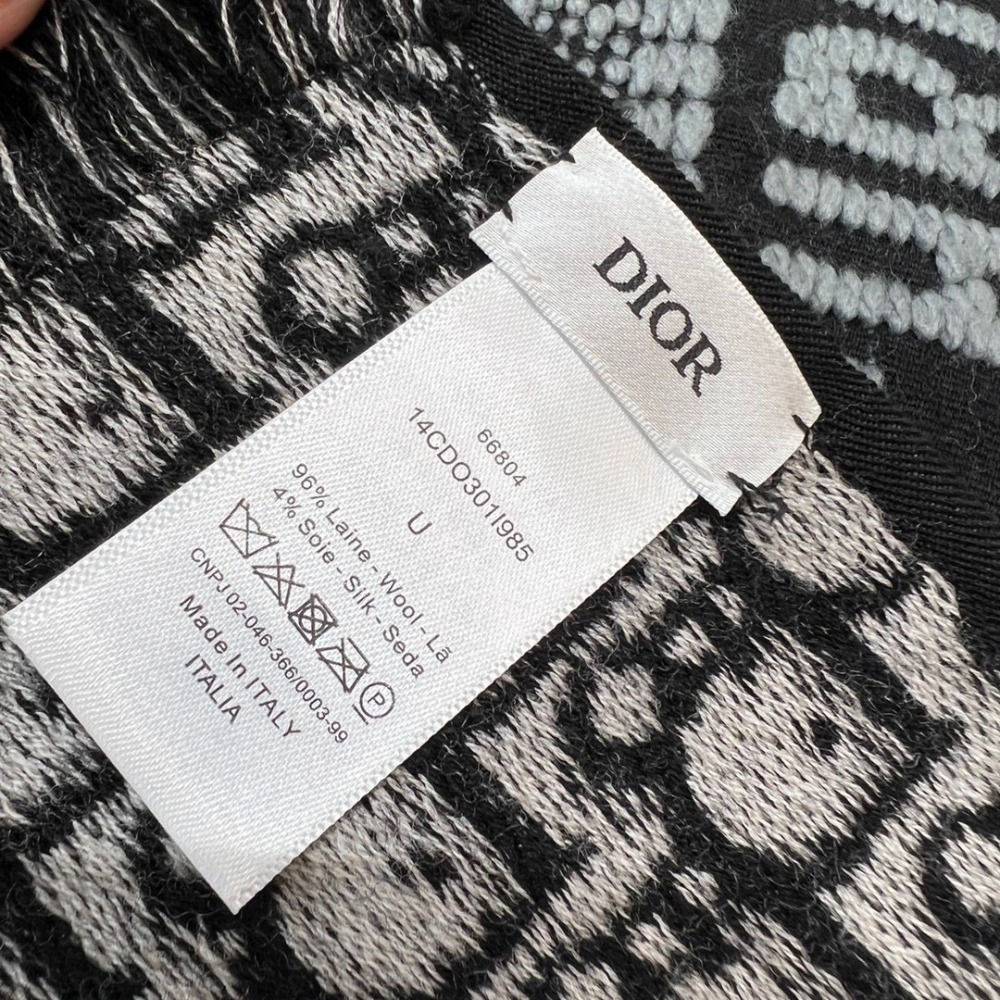 DIOR
66804
14CDO301I985
U
96% Laine - Wool - Lã
4% Soie - Silk - Seda
P
CNPJ 02-046-366/0003-99
Made In ITALY
ITALIA